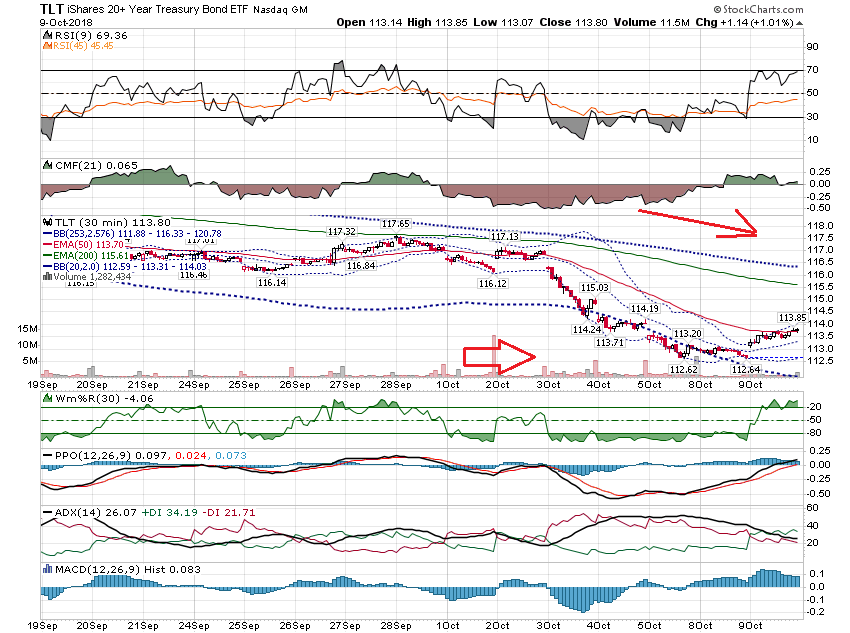 TLT iShares 20+ Year Treasury Bond ETF Nasdaq GM © StockCharts.com
9-Oct-2018 Open 113.14 High 113.85 Low 113.07 Close 113.80 Volume 11.5M Chg +1.14 (+1.01%)
RSI(9) 69.36
RSI(45) 45.45
90
70
50
30
10
CMF(21) 0.065
0.25
0.00
-0.25
-0.50
TLT (30 min) 113.80
BB(253,2.576) 111.88 - 116.33 - 120.78
EMA(50) 113.70
EMA(200) 115.61
BB(20,2.0) 112.59 - 113.31 - 114.03
Volume 1,282,434
117.01
116.46
116.15
116.14
117.32
116.84
117.65
117.13
116.12
115.03
114.24
113.71
114.19
113.20
112.62
112.64
113.85
118.0
117.5
117.0
116.5
116.0
115.5
115.0
114.5
114.0
113.5
113.0
112.5
15M
10M
5M
19Sep 20Sep 21Sep 24Sep 25Sep 26Sep 27Sep 28Sep 1Oct 2Oct 3Oct 4Oct 5Oct 8Oct 9Oct
Wm%R(30) -4.06
-20
-50
-80
PPO(12,26,9) 0.097, 0.024, 0.073
0.25
0.00
-0.25
-0.50
ADX(14) 26.07 +DI 34.19 -DI 21.71
60
40
20
MACD(12,26,9) Hist 0.083
0.1
0.0
-0.1
-0.2
19Sep 20Sep 21Sep 24Sep 25Sep 26Sep 27Sep 28Sep 1Oct 2Oct 3Oct 4Oct 5Oct 8Oct 9Oct